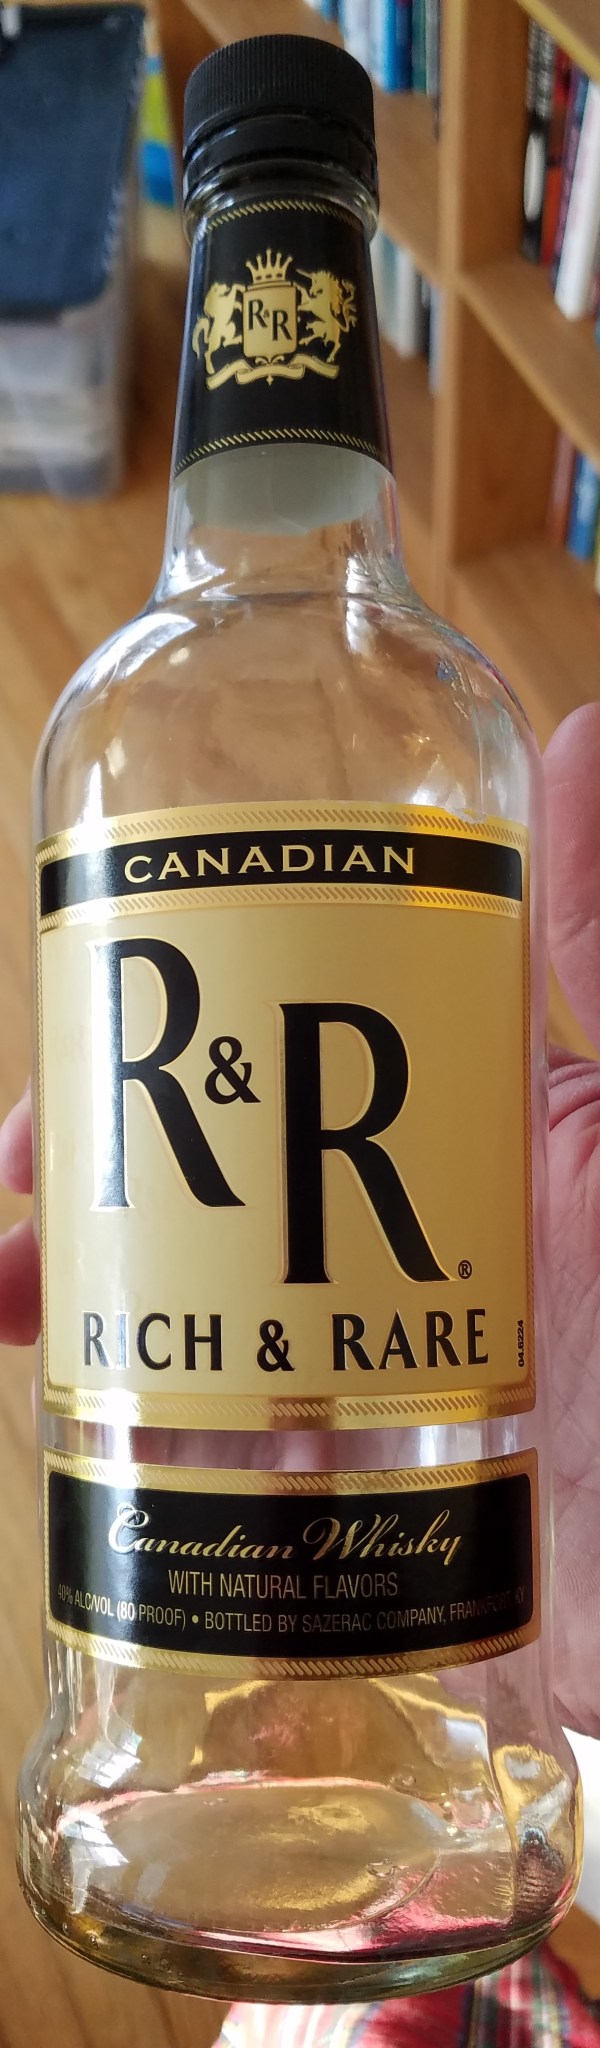 R&R
CANADIAN
R&R®
RICH & RARE
04.6224
Canadian Whisky
WITH NATURAL FLAVORS
40% ALC/VOL (80 PROOF) • BOTTLED BY SAZERAC COMPANY, FRANKFORT, KY